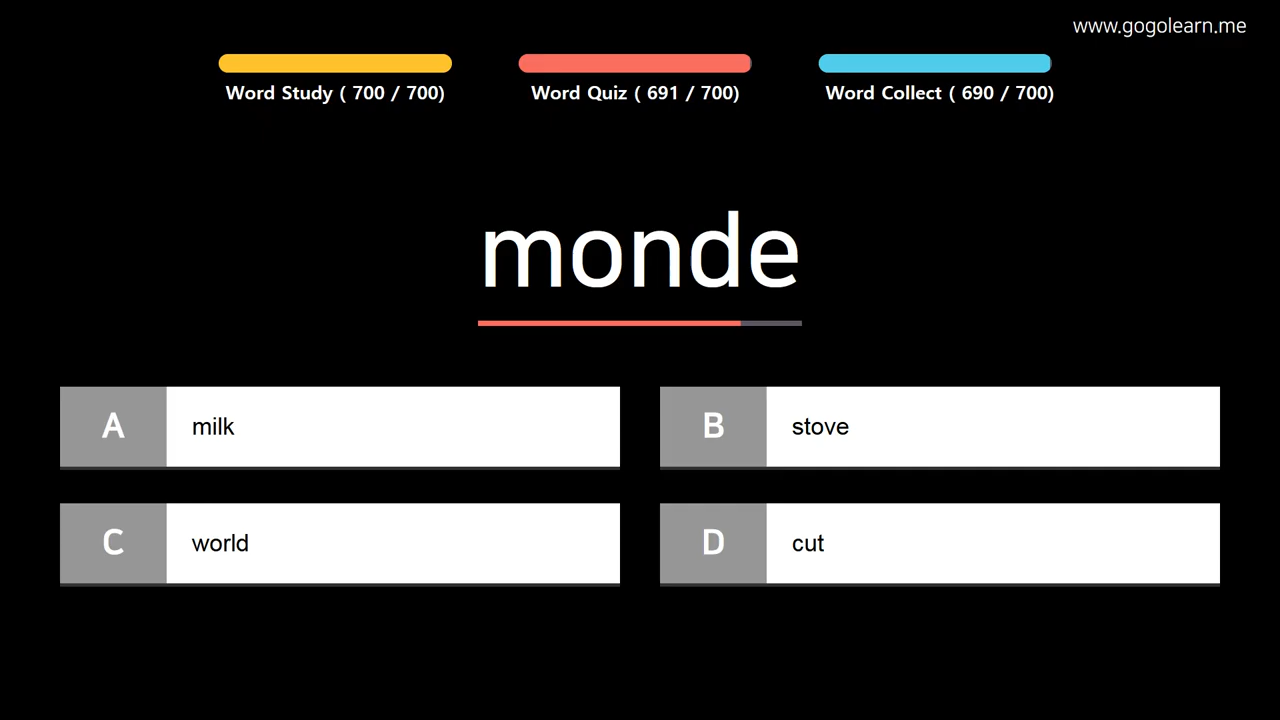 www.gogolearn.me
Word Study ( 700 / 700)
Word Quiz ( 691 / 700)
Word Collect ( 690 / 700)
monde
A milk
B stove
C world
D cut